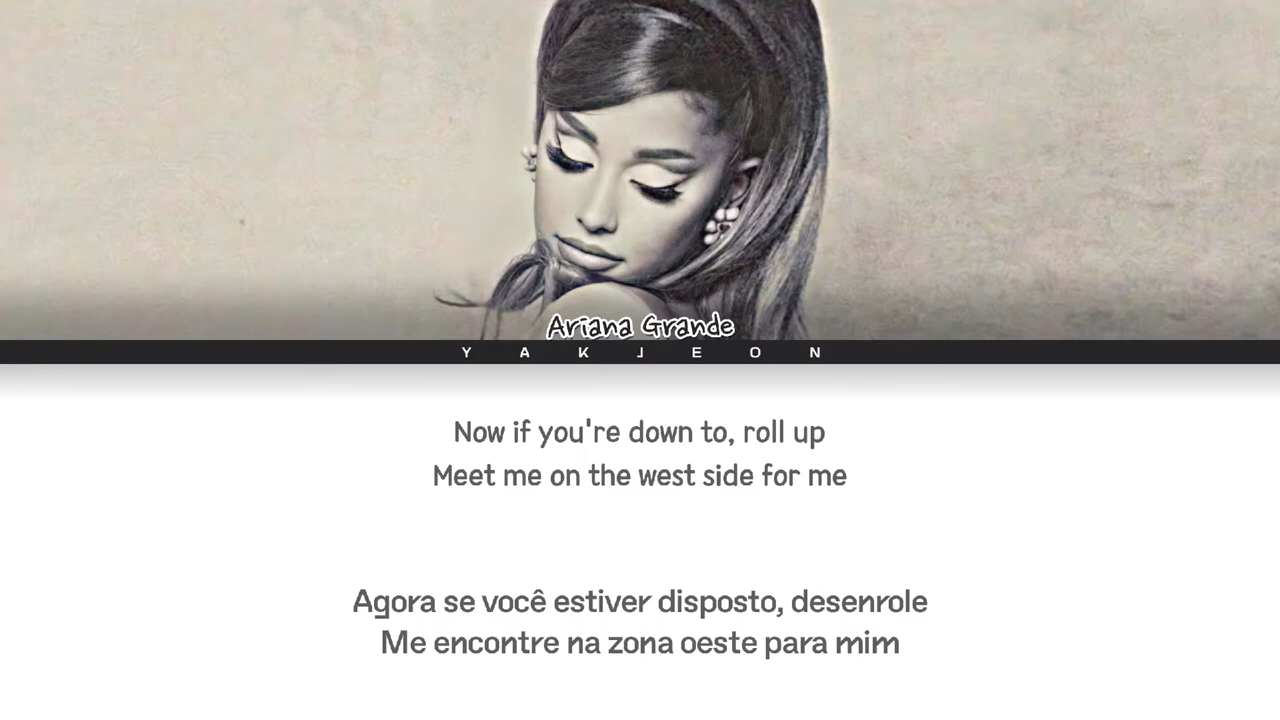 Ariana Grande
YAKJEON
Now if you're down to, roll up
Meet me on the west side for me
Agora se você estiver disposto, desenrole
Me encontre na zona oeste para mim